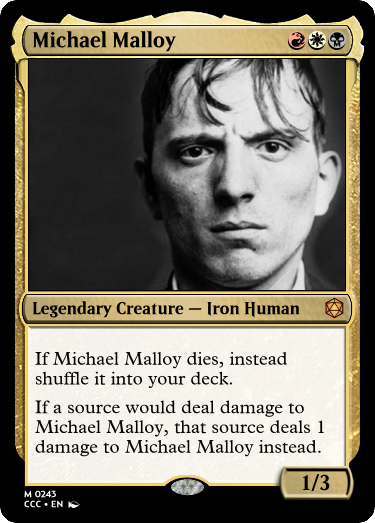 Michael Malloy
Legendary Creature — Iron Human
If Michael Malloy dies, instead
shuffle it into your deck.
If a source would deal damage to
Michael Malloy, that source deals 1
damage to Michael Malloy instead.
1/3
M 0243
CCC • EN